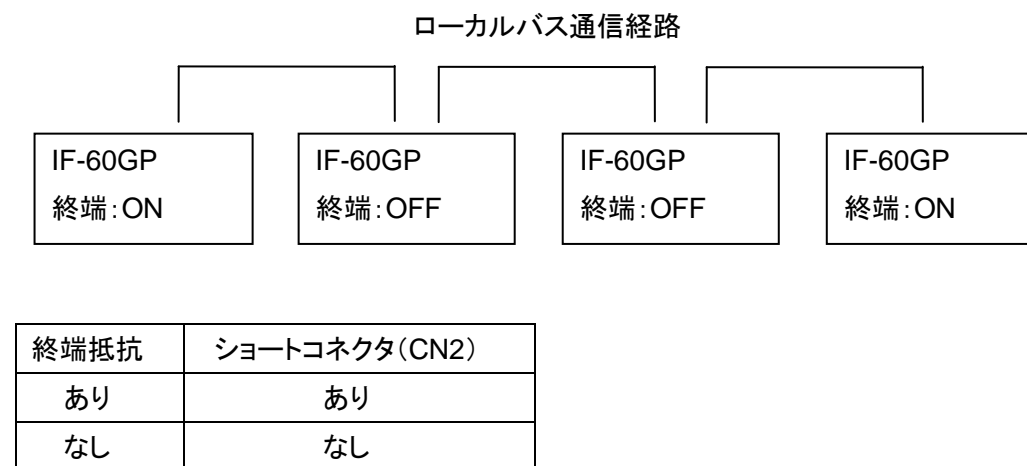 ローカルバス通信経路
IF-60GP
終端:ON
IF-60GP
終端:OFF
IF-60GP
終端:OFF
IF-60GP
終端:ON
終端抵抗 ショートコネクタ(CN2)
あり あり
なし なし